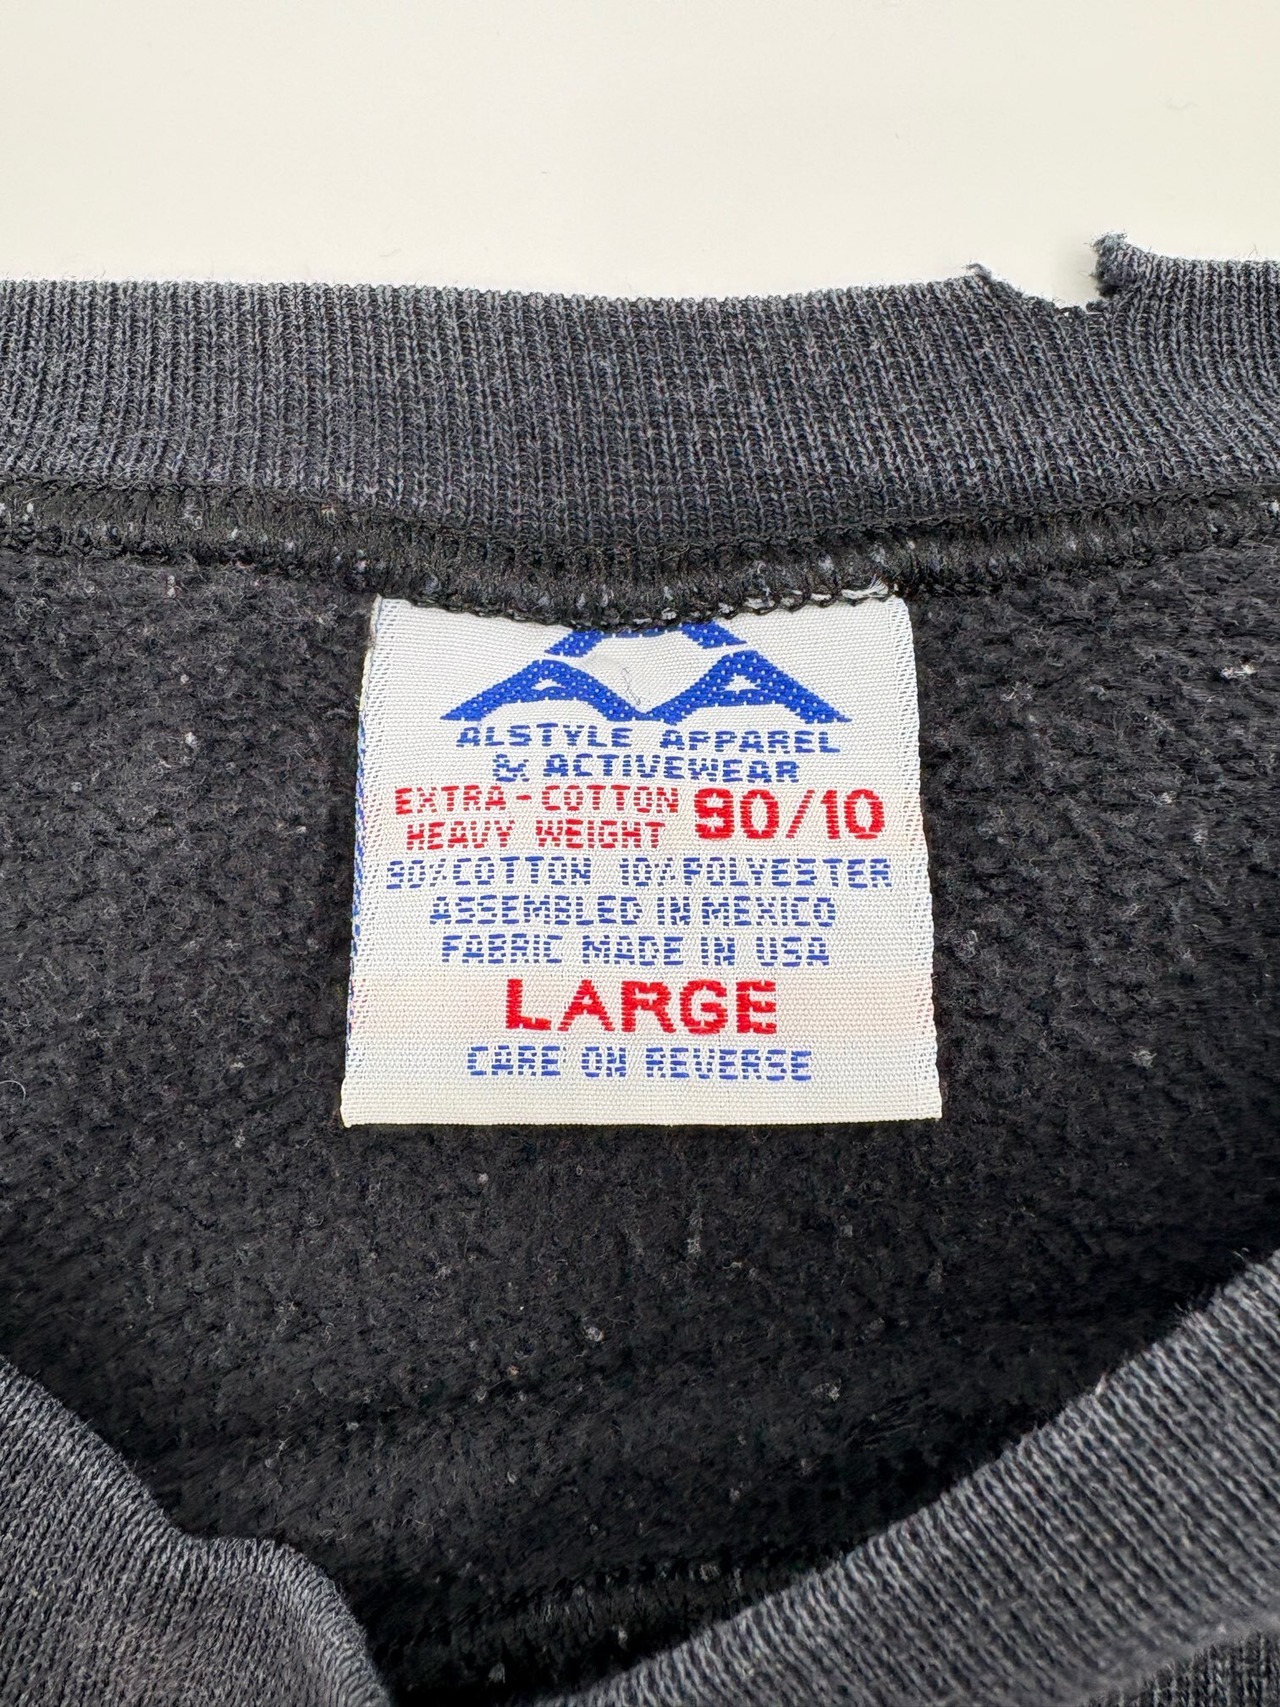 ALSTYLE APPAREL
& ACTIVEWEAR
EXTRA-COTTON
HEAVY WEIGHT
90/10
90%COTTON 10%POLYESTER
ASSEMBLED IN MEXICO
FABRIC MADE IN USA
LARGE
CARE ON REVERSE